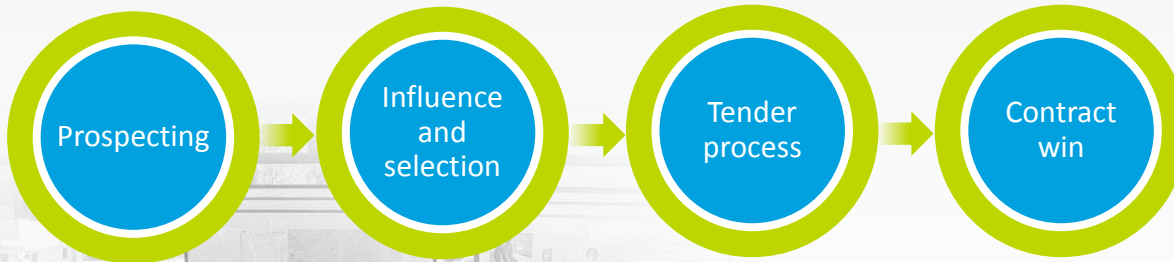 Prospecting
Influence
and
selection
Tender
process
Contract
win